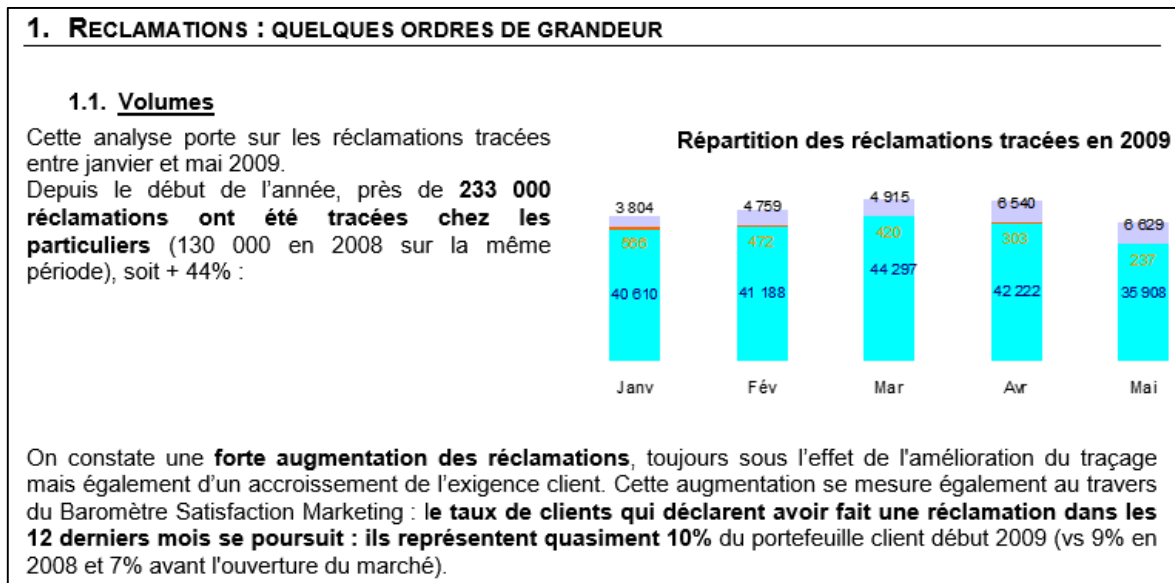 1. RECLAMATIONS : QUELQUES ORDRES DE GRANDEUR
1.1. Volumes
Cette analyse porte sur les réclamations tracées
entre janvier et mai 2009.
Depuis le début de l'année, près de 233 000
réclamations ont été tracées chez les
particuliers (130 000 en 2008 sur la même
période), soit + 44% :
Répartition des réclamations tracées en 2009
3 804 4 759 4 915 6 540 6 629
566 472 420 303 237
40 610 41 188 44 297 42 222 35 908
Janv Fév Mar Avr Mai
On constate une forte augmentation des réclamations, toujours sous l'effet de l'amélioration du traçage
mais également d'un accroissement de l'exigence client. Cette augmentation se mesure également au travers
du Baromètre Satisfaction Marketing : le taux de clients qui déclarent avoir fait une réclamation dans les
12 derniers mois se poursuit : ils représentent quasiment 10% du portefeuille client début 2009 (vs 9% en
2008 et 7% avant l'ouverture du marché).